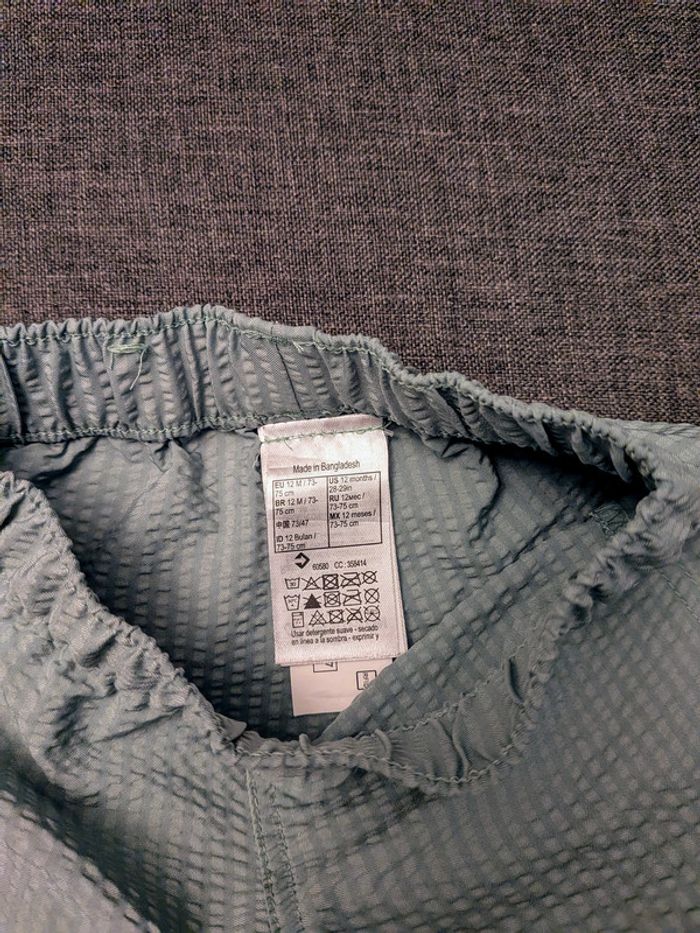 Made in Bangladesh
EU 12 M / 73-
75 cm
BR 12 M / 73-
75 cm
中国 73/47
ID 12 Bulan /
73-75 cm
US 12 months /
28-29in
RU 12мес /
73-75 cm
MX 12 meses /
73-75 cm
60580 CC : 358414
Usar detergente suave - secado
en linea a la sombra - exprimir y